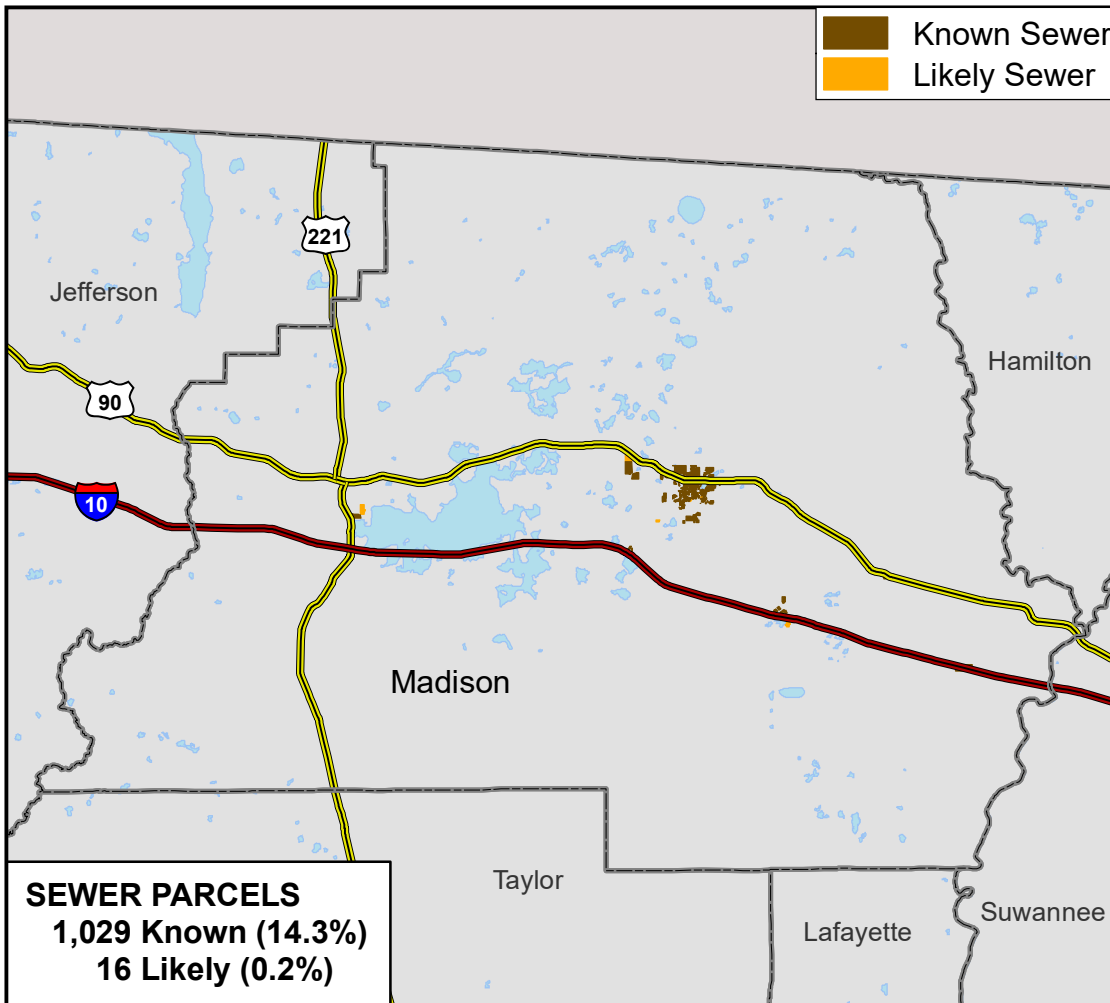 Known Sewer
Likely Sewer
221
Jefferson
Hamilton
90
10
Madison
Taylor
Suwannee
Lafayette
SEWER PARCELS
1,029 Known (14.3%)
16 Likely (0.2%)